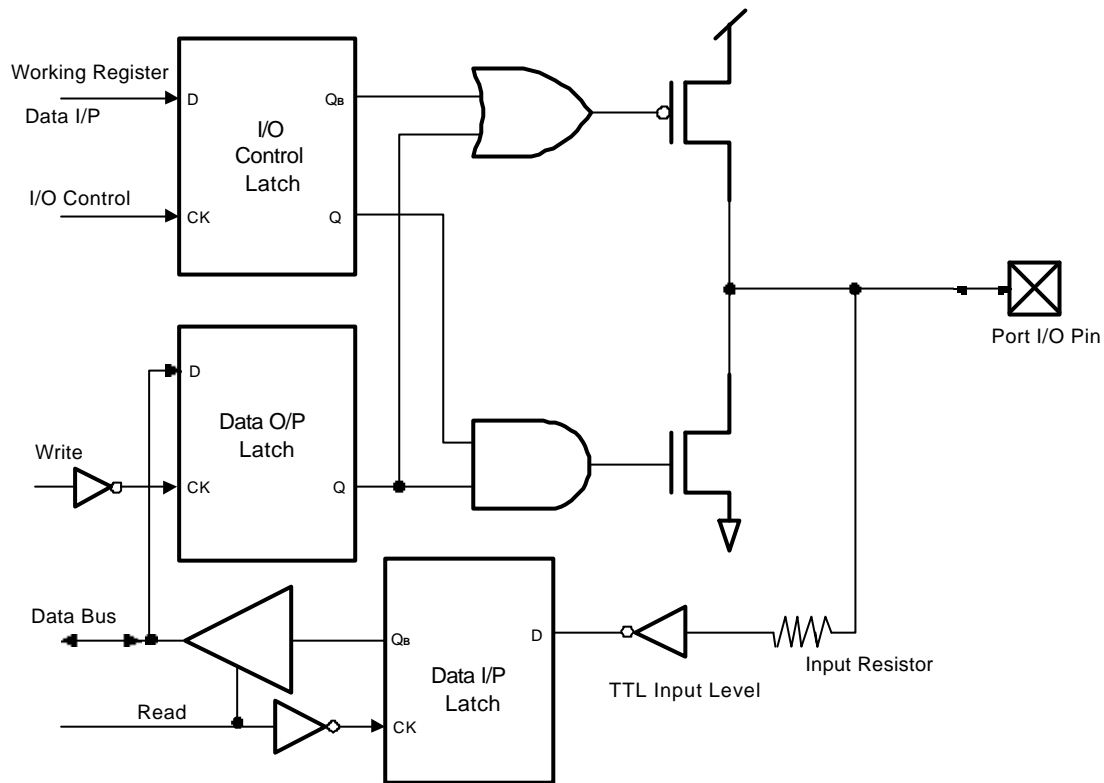 Working Register
Data I/P
D
QB
I/O
Control
Latch
I/O Control
CK
Q
Port I/O Pin
D
Data O/P
Latch
Write
CK
Q
Data Bus
QB
D
Data I/P
Latch
TTL Input Level
Input Resistor
Read
CK